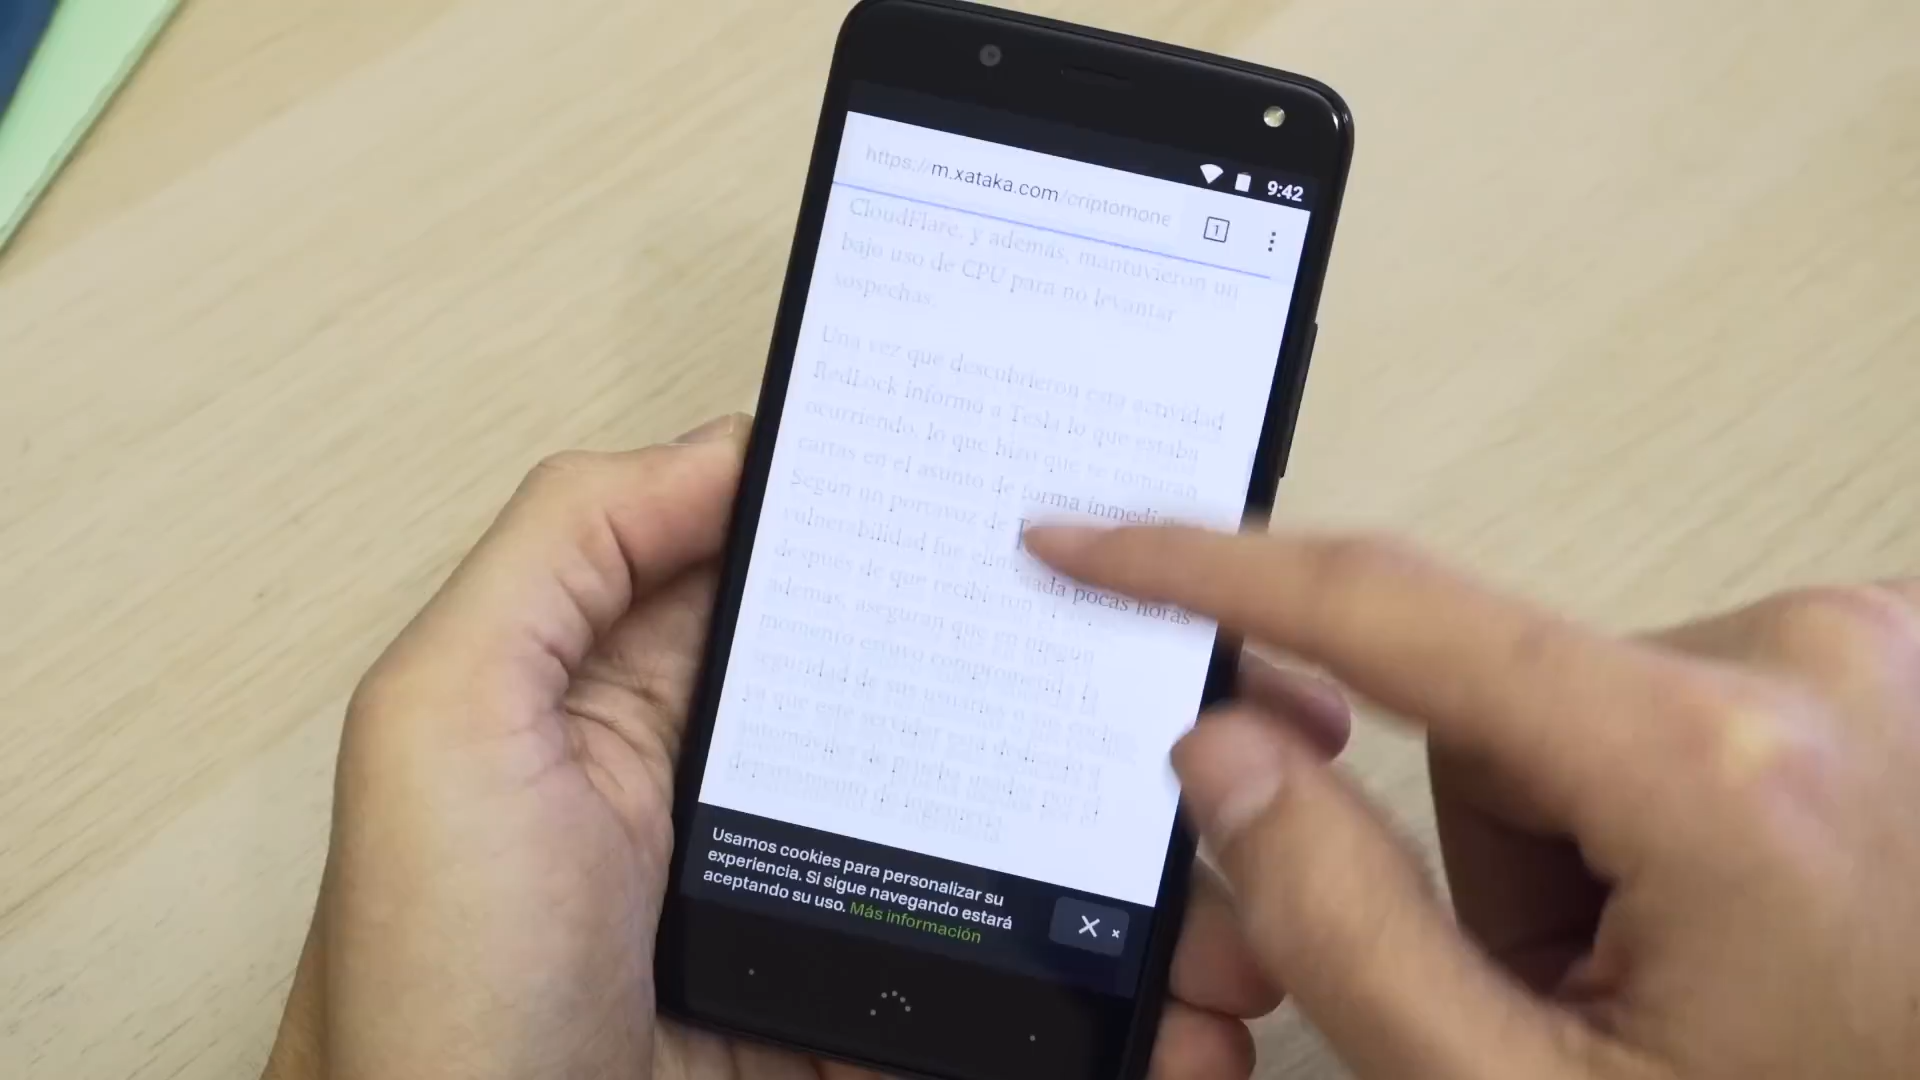 9:42
https://m.xataka.com/criptomone
1
CloudFlare, y además, mantuvieron un
bajo uso de CPU para no levantar
sospechas.
Una vez que descubrieron esta actividad
RedLock informó a Tesla lo que estaba
ocurriendo, lo que hizo que se tomaran
cartas en el asunto de forma inmediat
Según un portavoz de
vulnerabilidad fue eliminada pocas horas
después de que recibieron
además, aseguran que en ningún
momento estuvo comprometida la
seguridad de sus usuarios o sus coches
ya que este servidor está dedicado a
automóviles de prueba usados por el
departamento de ingeniería
Usamos cookies para personalizar su
experiencia. Si sigue navegando estará
aceptando su uso. Más información